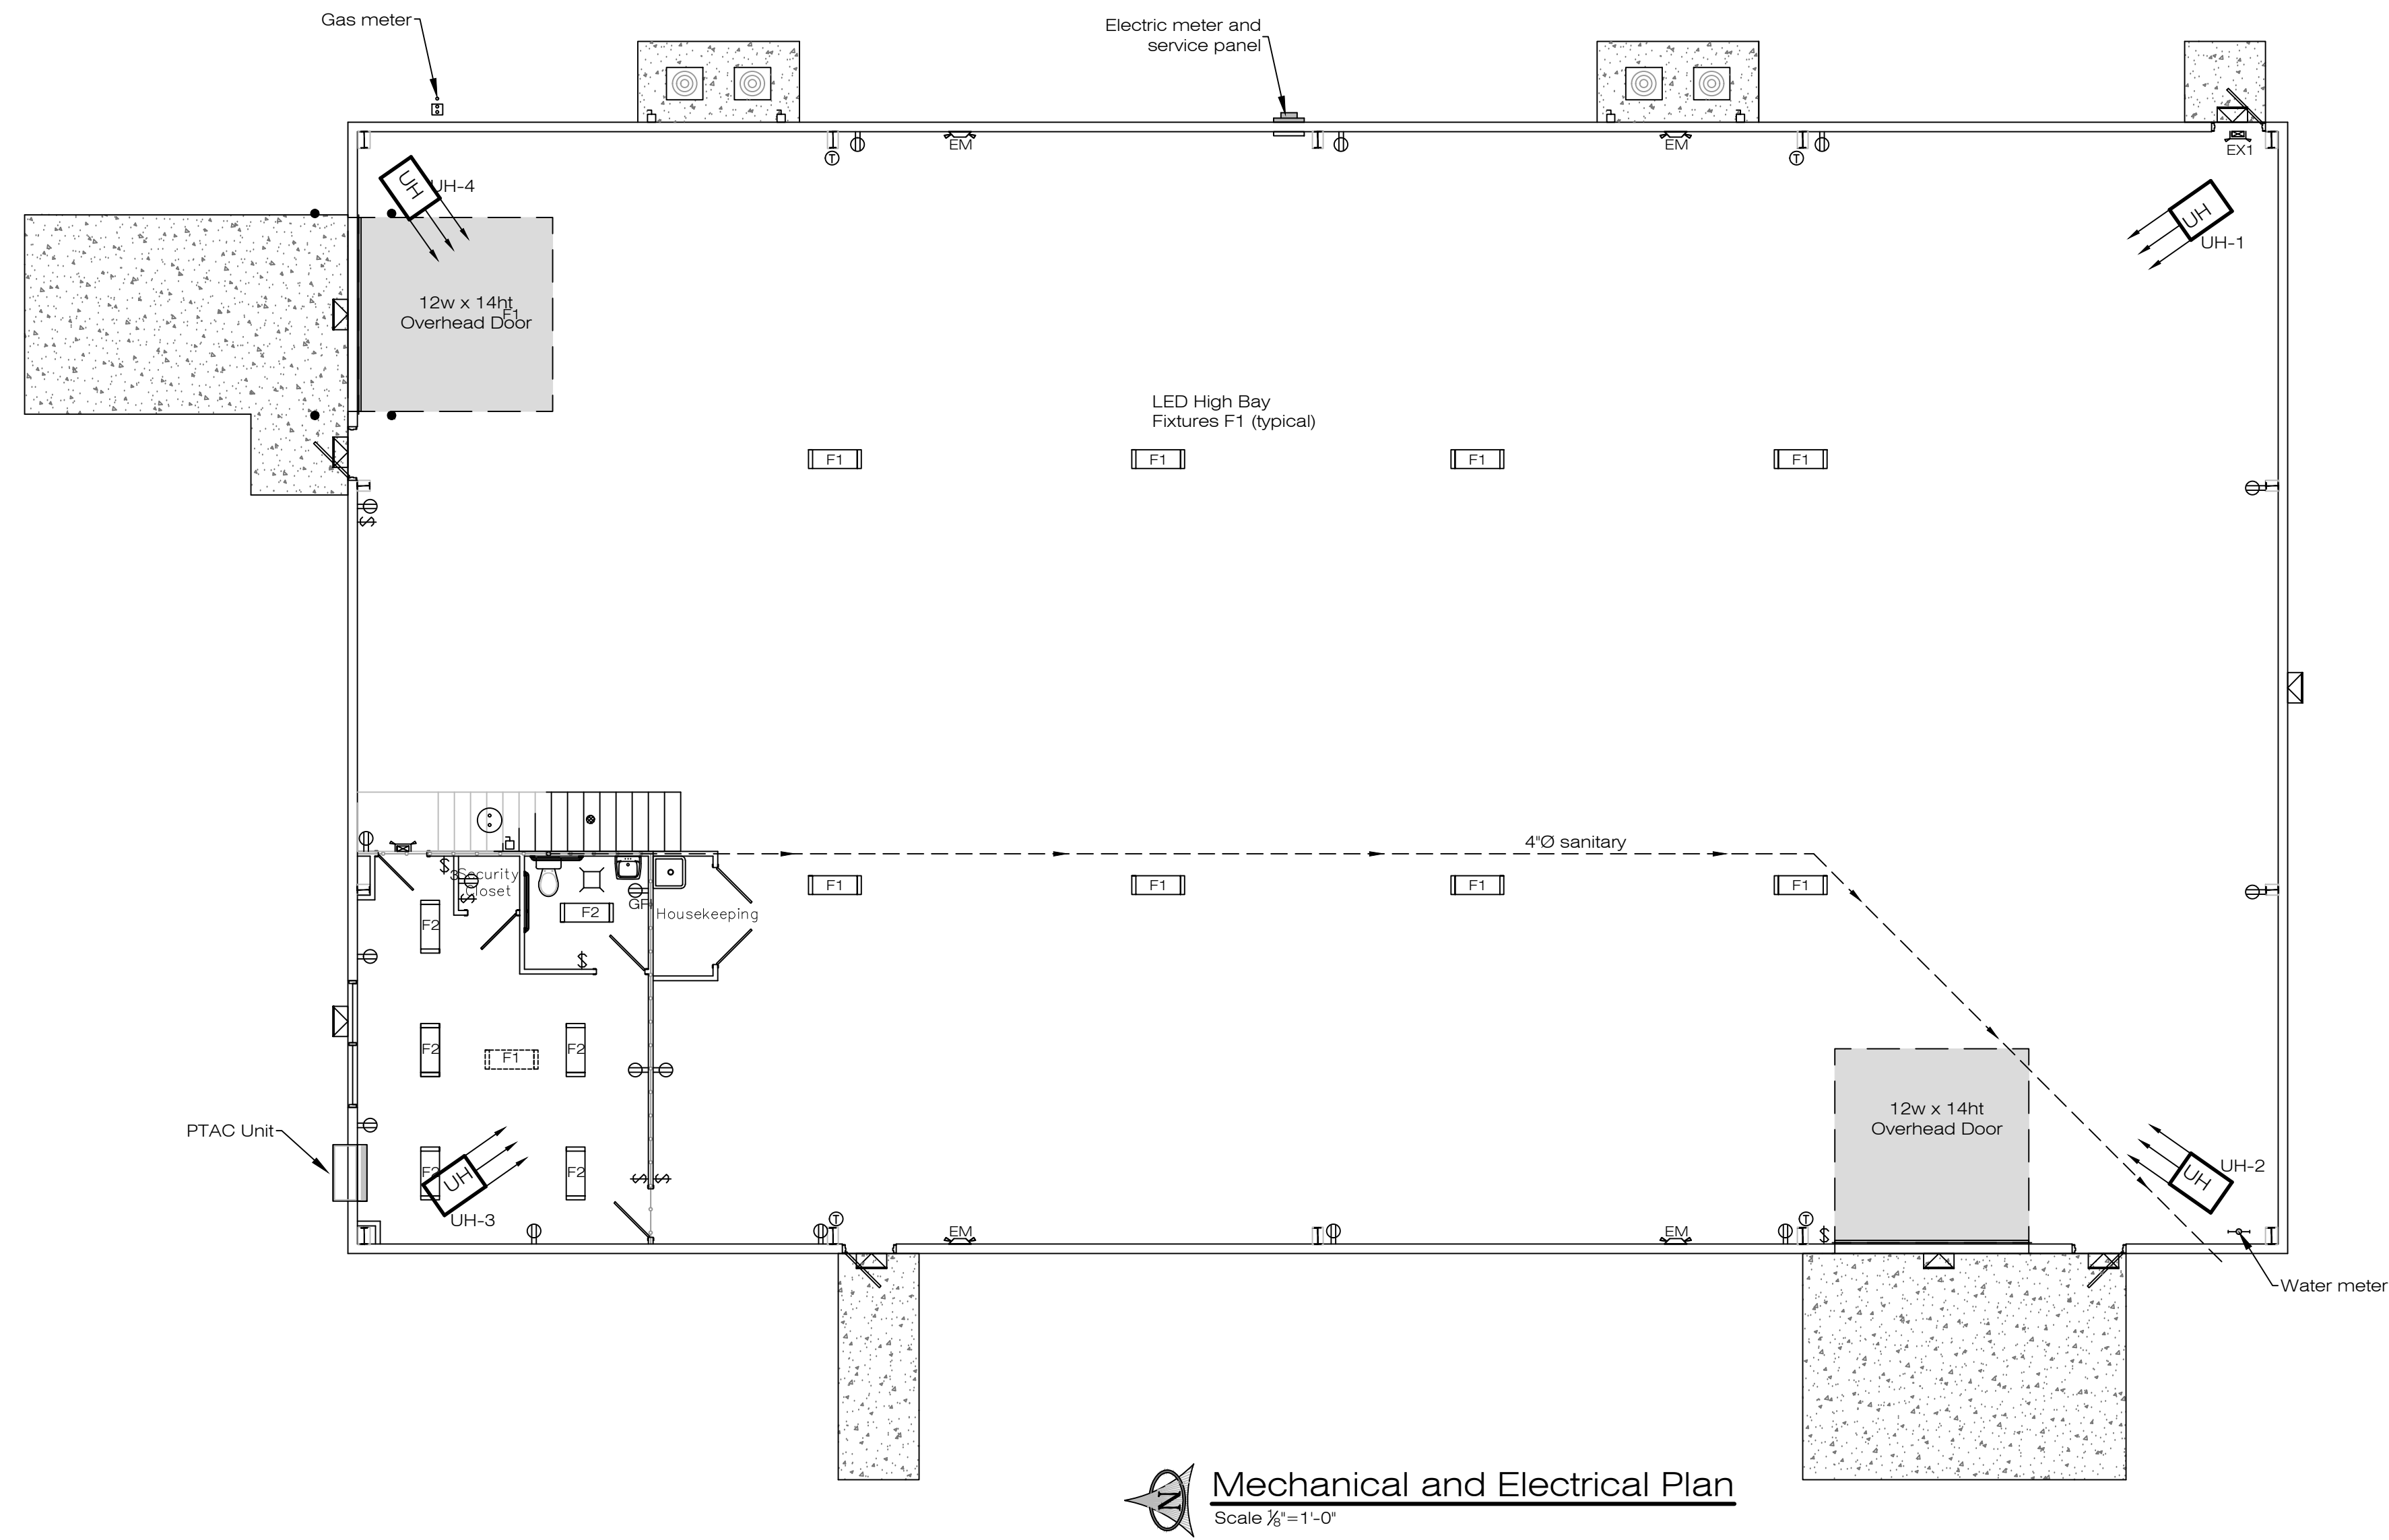 Gas meter
Electric meter and
service panel
EM
EM
EX1
UH
UH-4
UH
UH-1
12w x 14ht
F1
Overhead Door
LED High Bay
Fixtures F1 (typical)
F1
F1
F1
F1
4"Ø sanitary
$
3
Security
Closet
F1
F1
F1
F1
GFI
Housekeeping
F2
F2
F2
F1
F2
12w x 14ht
Overhead Door
PTAC Unit
F2
F2
UH
UH-3
UH
UH-2
T
T
T
T
EM
EM
Water meter
N
Mechanical and Electrical Plan
Scale ⅛"=1'-0"